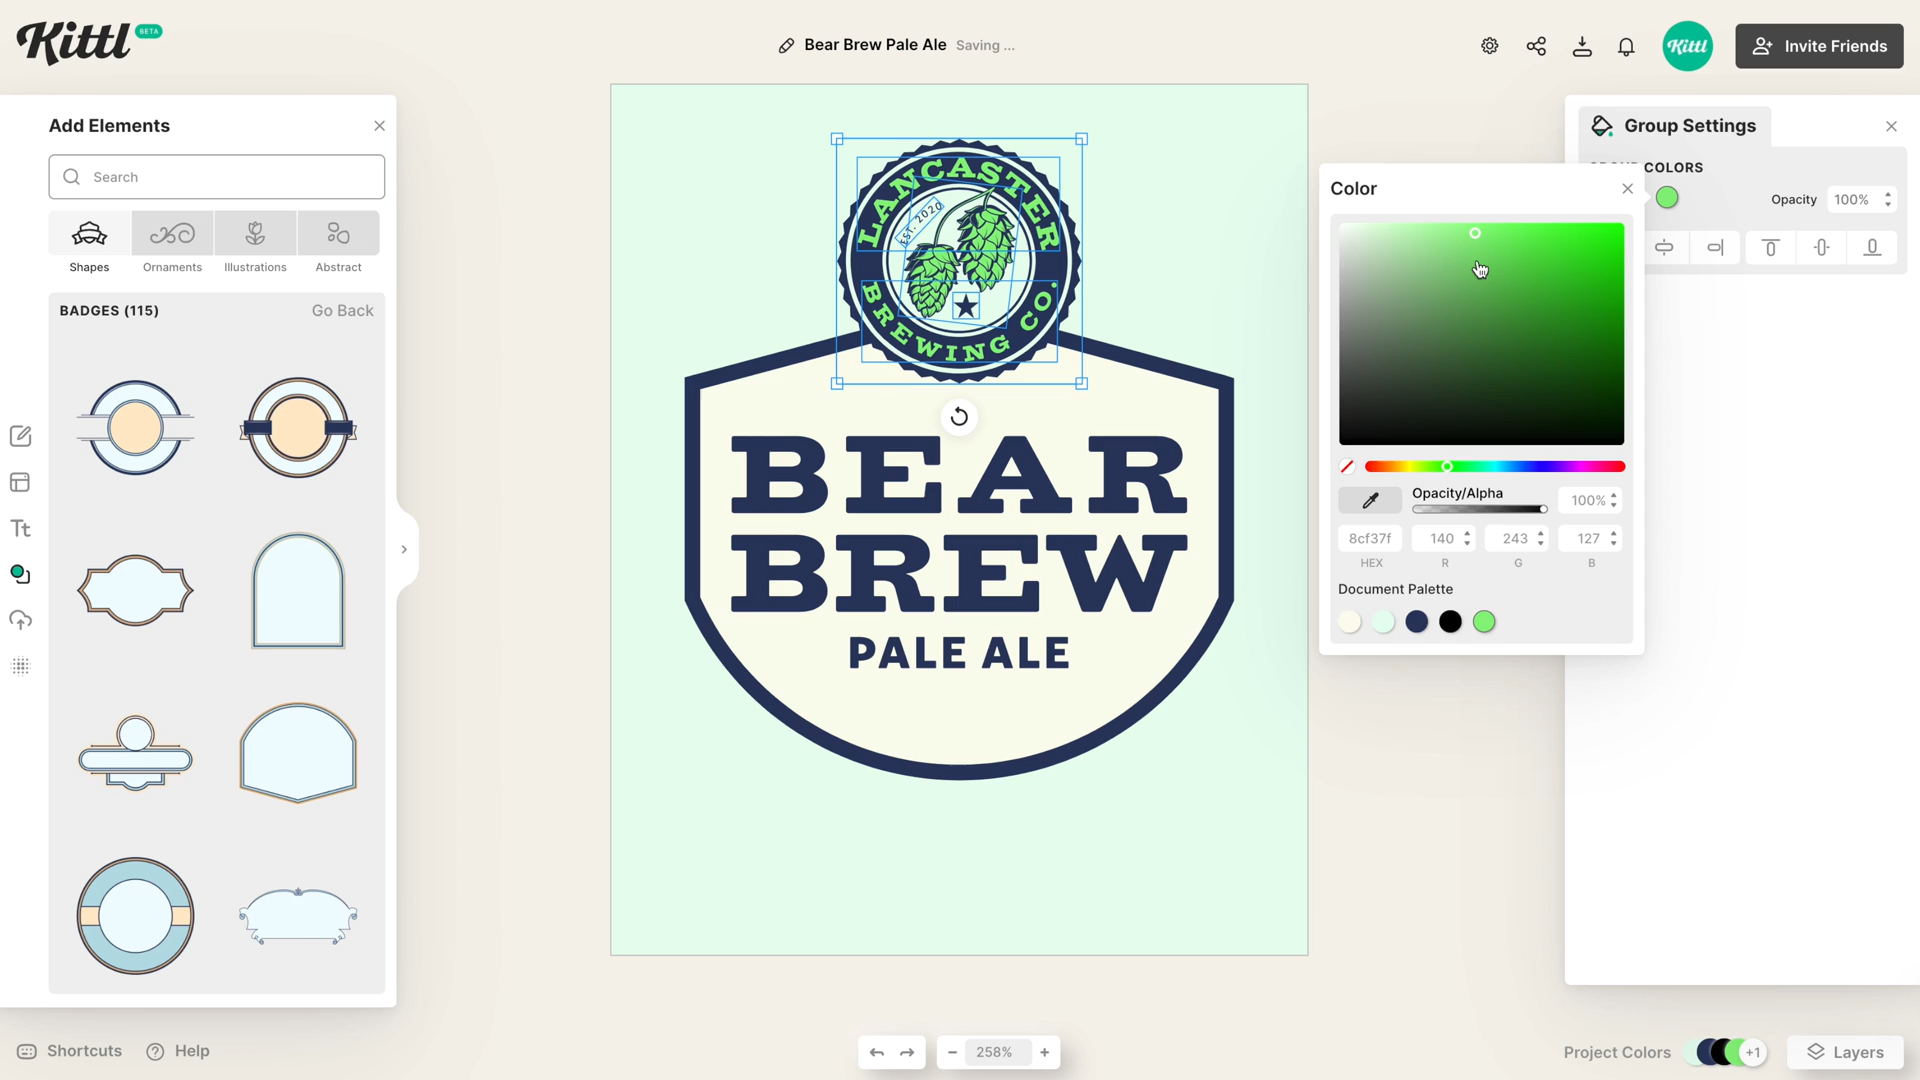 Kittl BETA
Bear Brew Pale Ale Saving ...
Kittl
Invite Friends
Add Elements
Search
Shapes
Ornaments
Illustrations
Abstract
BADGES (115)
Go Back
LANCASTER
EST. 2020
BREWING CO.
BEAR
BREW
PALE ALE
Group Settings
COLORS
Opacity 100%
Color
Opacity/Alpha
100%
8cf37f 140 243 127
HEX R G B
Document Palette
Tt
Shortcuts
Help
258%
Project Colors
+1
Layers